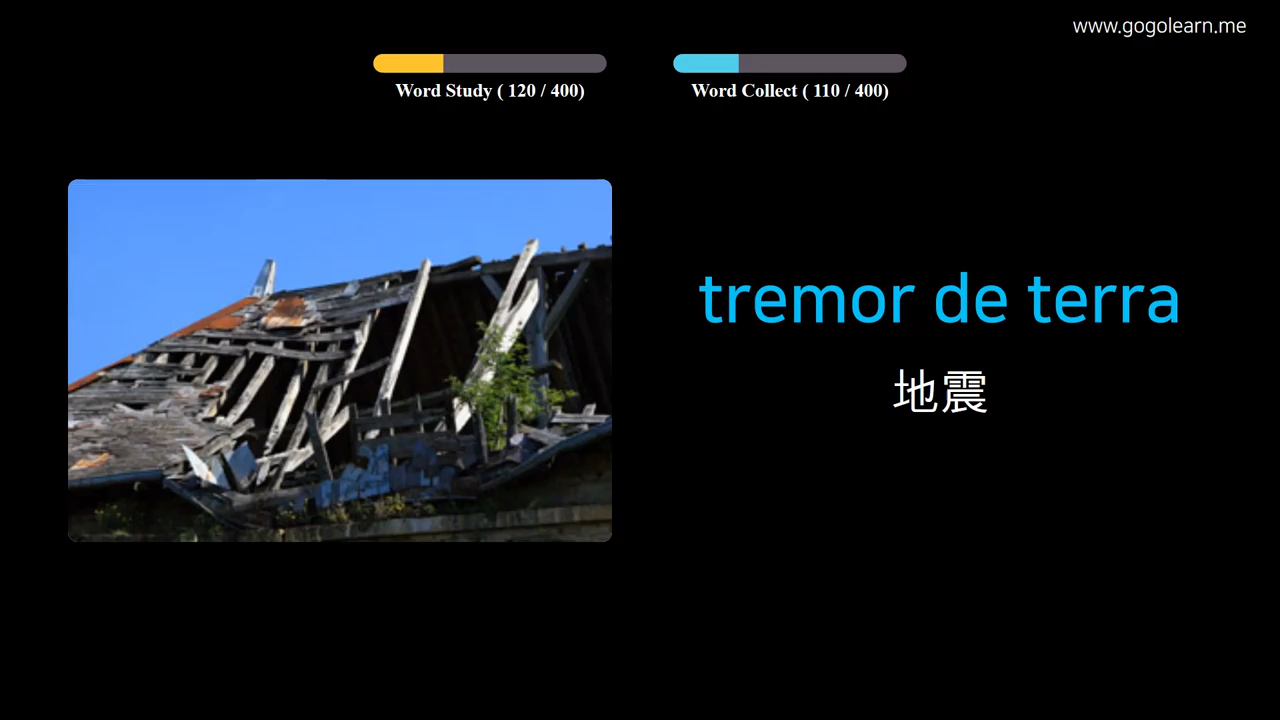 www.gogolearn.me
Word Study ( 120 / 400)
Word Collect ( 110 / 400)
tremor de terra
地震